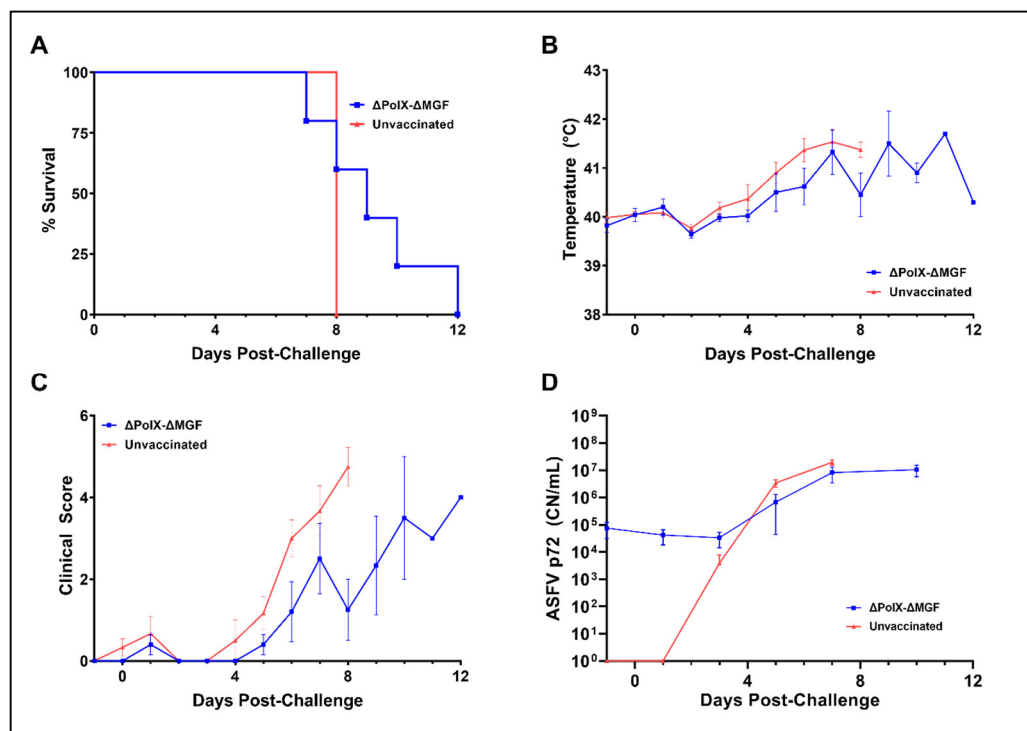 A
100
75
50
25
0
% Survival
0
4
8
12
Days Post-Challenge
ΔPolX-ΔMGF
Unvaccinated
B
43
42
41
40
39
38
Temperature (°C)
0
4
8
12
Days Post-Challenge
ΔPolX-ΔMGF
Unvaccinated
C
6
4
2
0
Clinical Score
0
4
8
12
Days Post-Challenge
ΔPolX-ΔMGF
Unvaccinated
D
10⁹
10⁸
10⁷
10⁶
10⁵
10⁴
10³
10²
10¹
10⁰
ASFV p72 (CN/mL)
0
4
8
12
Days Post-Challenge
ΔPolX-ΔMGF
Unvaccinated